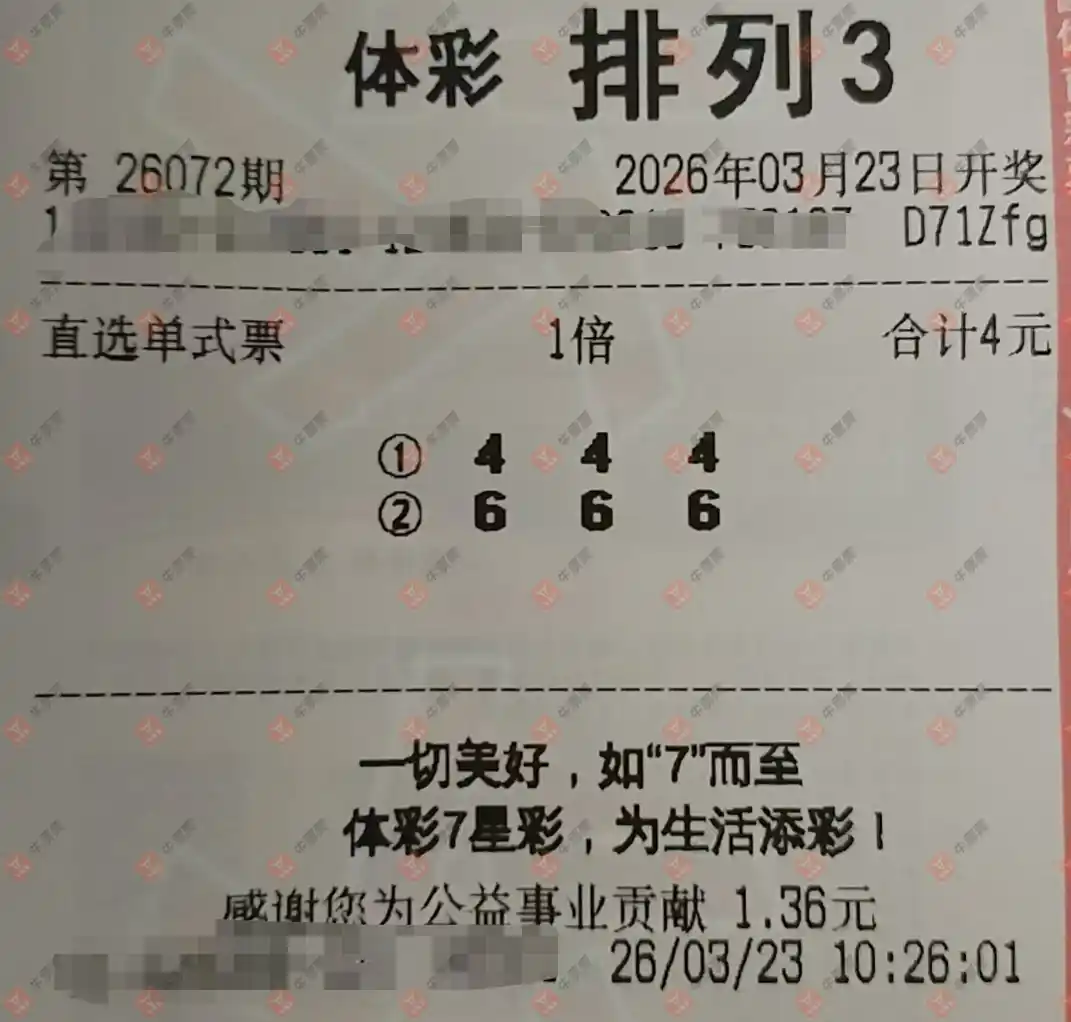 体彩 排列3
第 26072期 2026年03月23日开奖
D71Zfg
直选单式票 1倍 合计4元
① 4 4 4
② 6 6 6
一切美好，如“7”而至
体彩7星彩，为生活添彩！
感谢您为公益事业贡献 1.36元
26/03/23 10:26:01